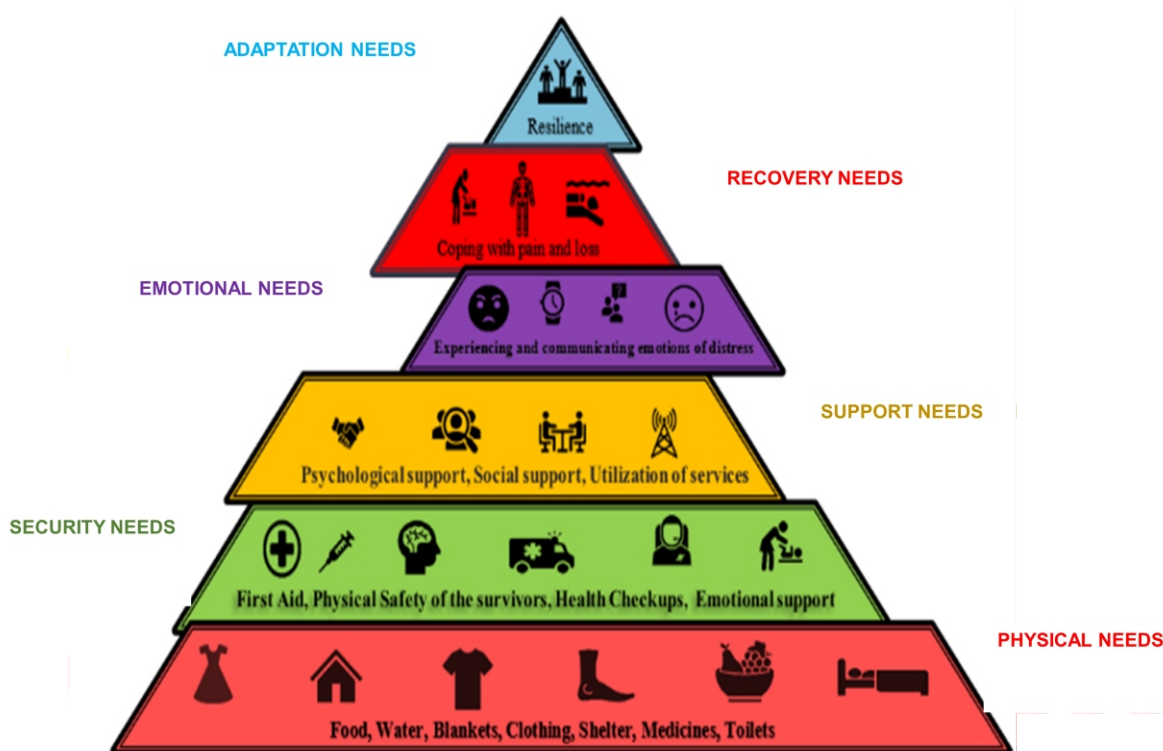 ADAPTATION NEEDS
Resilience
RECOVERY NEEDS
Coping with pain and loss
EMOTIONAL NEEDS
?
Experiencing and communicating emotions of distress
SUPPORT NEEDS
Psychological support, Social support, Utilization of services
SECURITY NEEDS
First Aid, Physical Safety of the survivors, Health Checkups, Emotional support
PHYSICAL NEEDS
Food, Water, Blankets, Clothing, Shelter, Medicines, Toilets